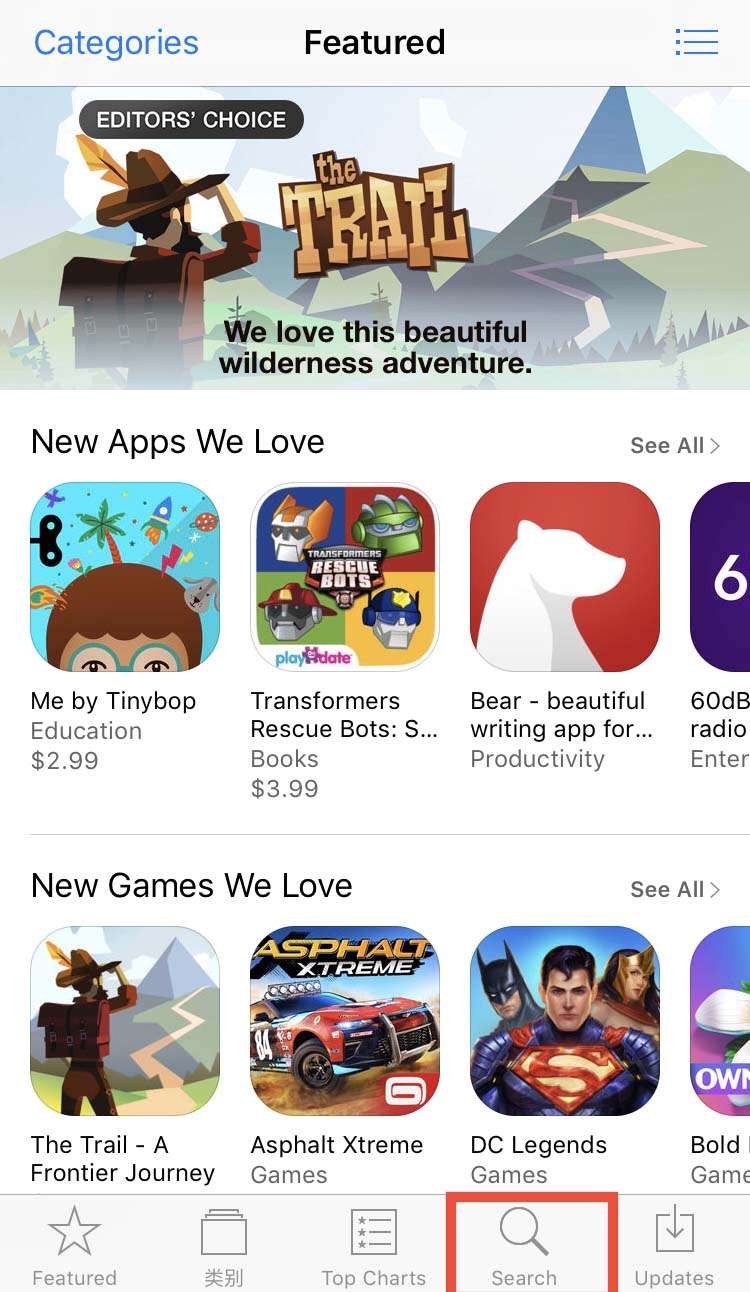 Categories
Featured
EDITORS' CHOICE
the
TRAIL
We love this beautiful
wilderness adventure.
New Apps We Love
See All
TRANSFORMERS
RESCUE
BOTS
playdate
6
Me by Tinybop
Education
$2.99
Transformers
Rescue Bots: S...
Books
$3.99
Bear - beautiful
writing app for...
Productivity
60dB
radio
Enter
New Games We Love
See All
ASPHALT
XTREME
84
OWN
The Trail - A
Frontier Journey
Asphalt Xtreme
Games
DC Legends
Games
Bold
Game
Featured
类别
Top Charts
Search
Updates